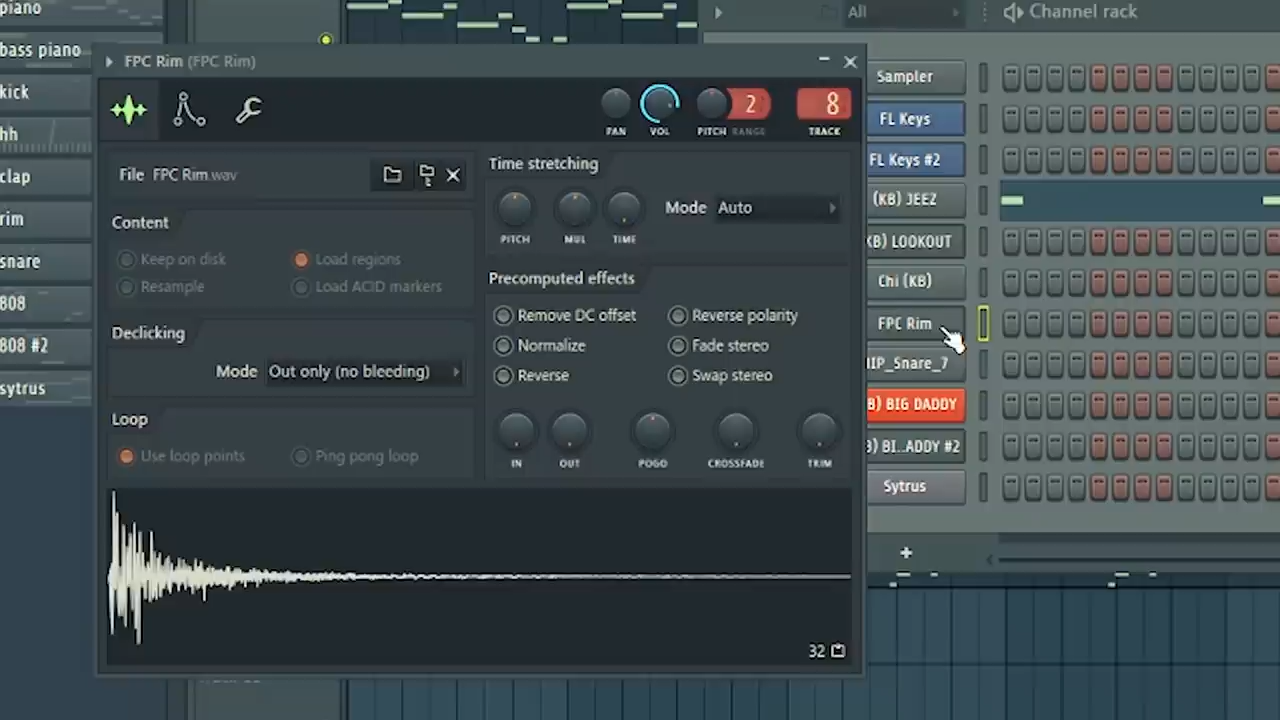 piano
bass piano
kick
hh
clap
rim
snare
808
808 #2
sytrus
FPC Rim (FPC Rim)
PAN
VOL
PITCH
2
RANGE
8
TRACK
File FPC Rim.wav
Content
Keep on disk
Load regions
Resample
Load ACID markers
Declicking
Mode Out only (no bleeding)
Loop
Use loop points
Ping pong loop
Time stretching
PITCH
MUL
TIME
Mode Auto
Precomputed effects
Remove DC offset
Reverse polarity
Normalize
Fade stereo
Reverse
Swap stereo
IN
OUT
POGO
CROSSFADE
TRIM
32
All
Channel rack
Sampler
FL Keys
FL Keys #2
(KB) JEEZ
KB) LOOKOUT
Chi (KB)
FPC Rim
IIP_Snare_7
B) BIG DADDY
B) BI..ADDY #2
Sytrus